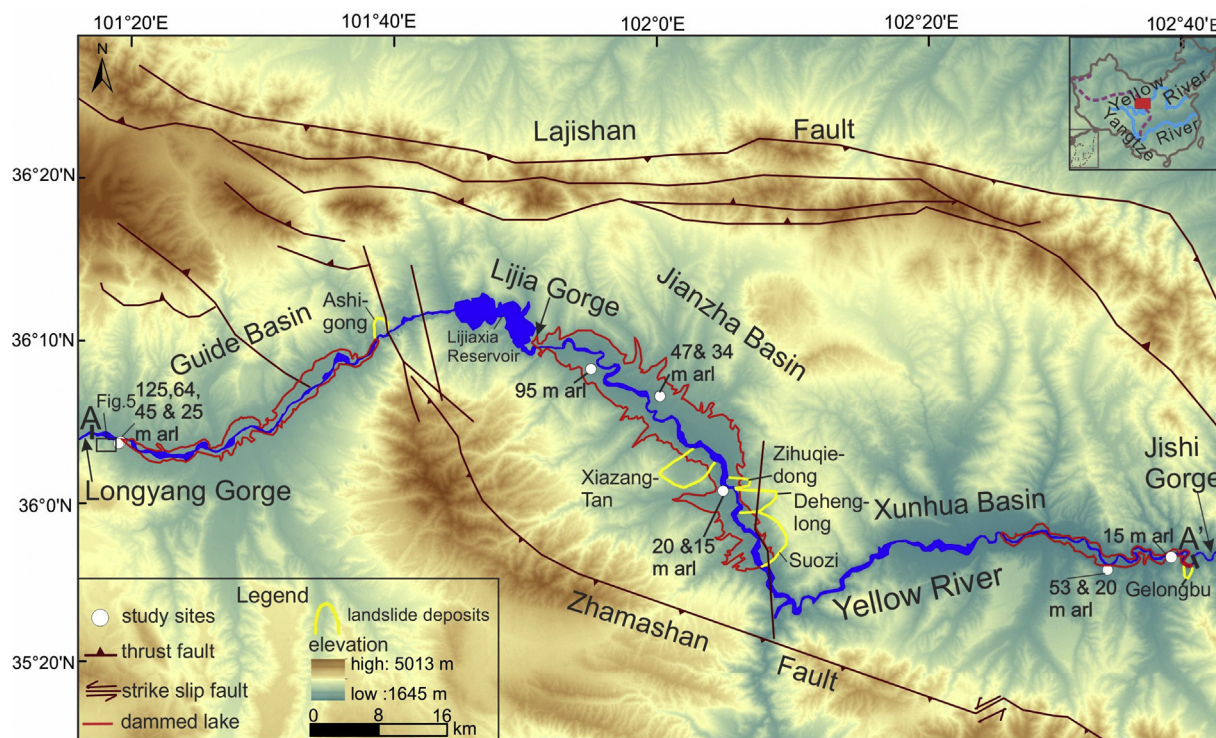 101°20'E
101°40'E
102°0'E
102°20'E
102°40'E
N
36°20'N
36°10'N
36°00'N
35°20'N
Yellow
River
Yangtze
River
Lajishan
Fault
Lijia Gorge
Jianzha Basin
Ashi-
gong
Guide Basin
Lijiaxia
Reservoir
47& 34
m arl
95 m arl
Fig.5
125,64,
45 & 25
m arl
A
Longyang Gorge
Xiazang-
Tan
Zihuqie-
dong
Deheng-
long
Suozi
20 &15
m arl
Xunhua Basin
Jishi
Gorge
15 m arl
A'
53 & 20
m arl
Gelongbu
Yellow River
Zhamashan
Fault
Legend
study sites
landslide deposits
thrust fault
elevation
high: 5013 m
low :1645 m
strike slip fault
dammed lake
0 8 16
km